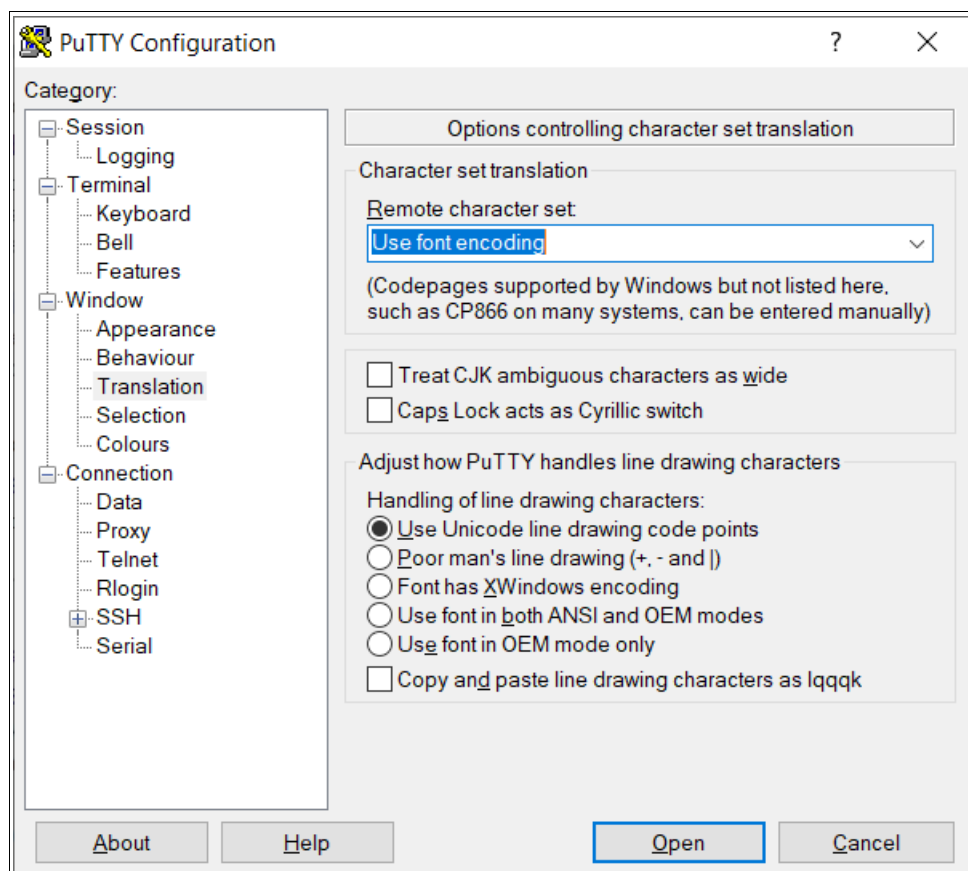 PuTTY Configuration
?
Category:
Session
Logging
Terminal
Keyboard
Bell
Features
Window
Appearance
Behaviour
Translation
Selection
Colours
Connection
Data
Proxy
Telnet
Rlogin
SSH
Serial
Options controlling character set translation
Character set translation
Remote character set:
Use font encoding
(Codepages supported by Windows but not listed here,
such as CP866 on many systems, can be entered manually)
Treat CJK ambiguous characters as wide
Caps Lock acts as Cyrillic switch
Adjust how PuTTY handles line drawing characters
Handling of line drawing characters:
Use Unicode line drawing code points
Poor man's line drawing (+, - and |)
Font has XWindows encoding
Use font in both ANSI and OEM modes
Use font in OEM mode only
Copy and paste line drawing characters as lqqqk
About
Help
Open
Cancel